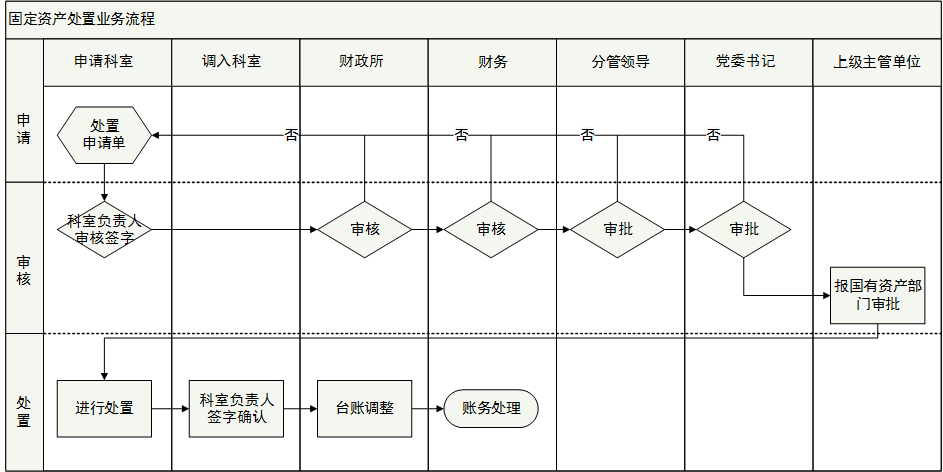 固定资产处置业务流程
申请科室
调入科室
财政所
财务
分管领导
党委书记
上级主管单位
申
请
处置
申请单
否
否
否
否
审
核
科室负责人
审核签字
审核
审核
审批
审批
报国有资产部
门审批
处
置
进行处置
科室负责人
签字确认
台账调整
账务处理